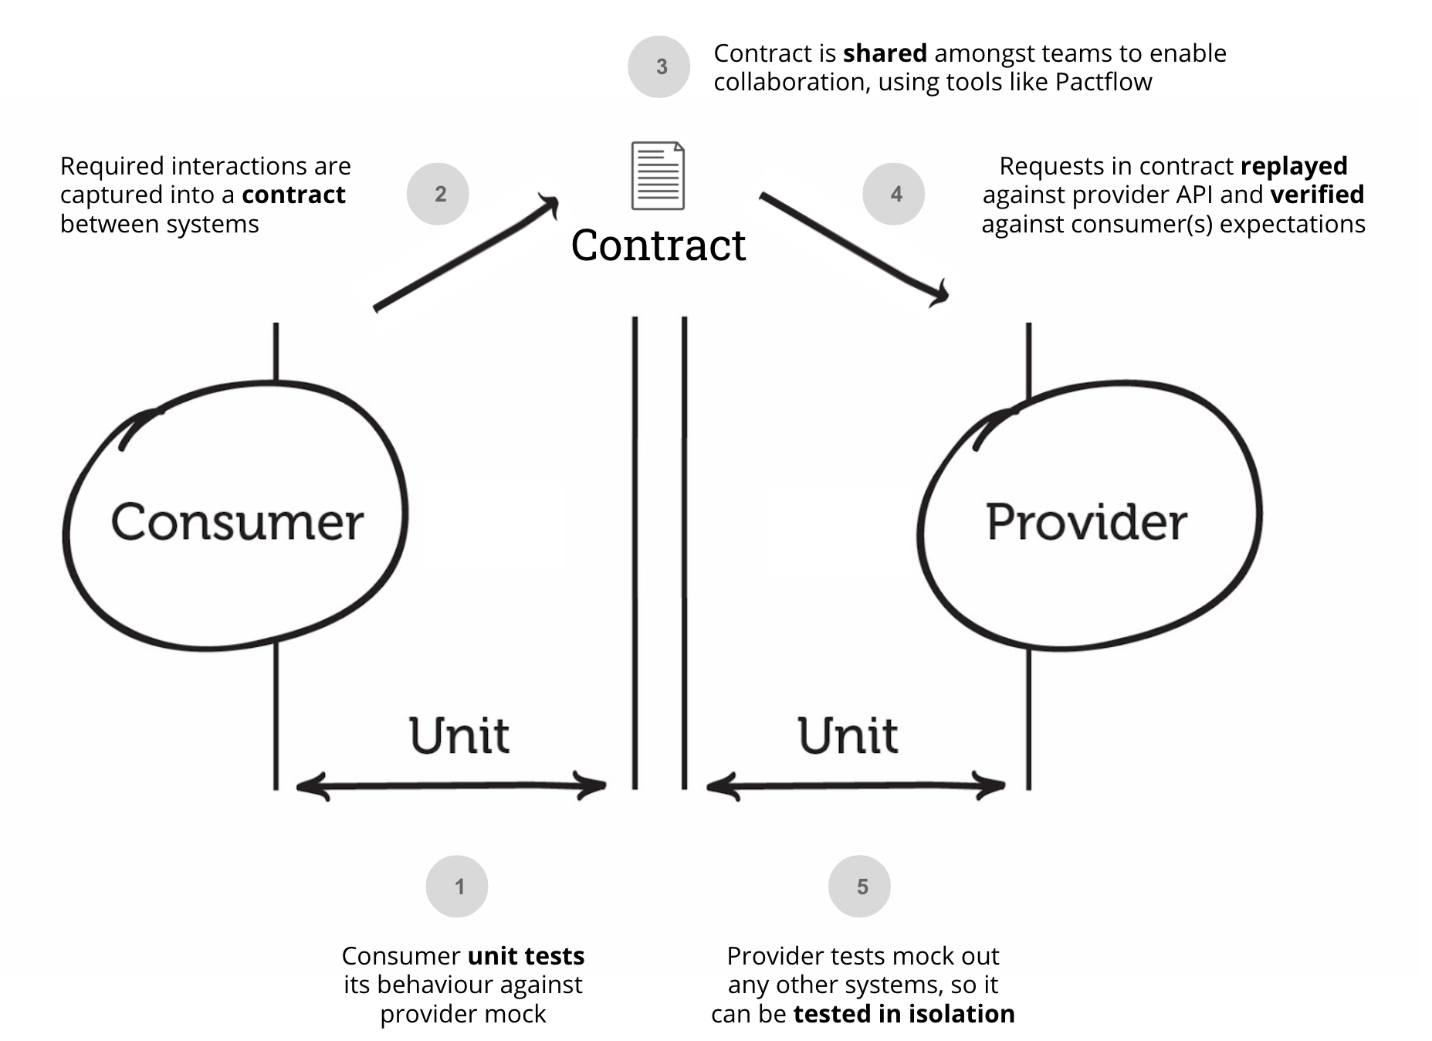 3
Contract is shared amongst teams to enable
collaboration, using tools like Pactflow
Required interactions are
captured into a contract
between systems
2
Contract
4
Requests in contract replayed
against provider API and verified
against consumer(s) expectations
Consumer
Provider
Unit
Unit
1
Consumer unit tests
its behaviour against
provider mock
5
Provider tests mock out
any other systems, so it
can be tested in isolation